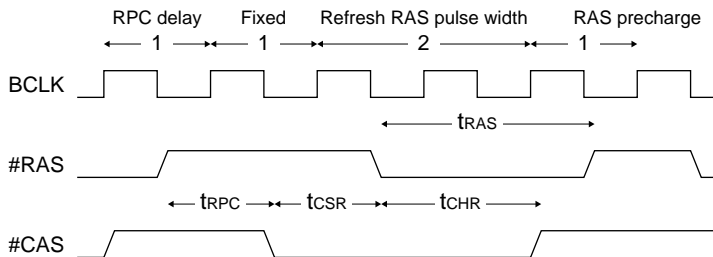 RPC delay Fixed Refresh RAS pulse width RAS precharge
1 1 2 1
BCLK
tRAS
#RAS
tRPC tCSR tCHR
#CAS